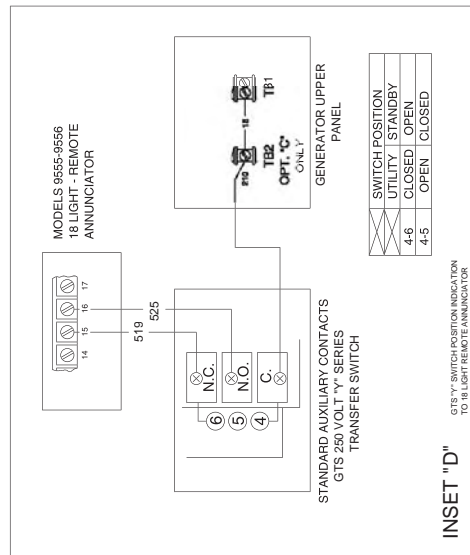 MODELS 9555-9556
18 LIGHT - REMOTE
ANNUNCIATOR
14
15
16
17
519
525
N.C.
N.O.
C.
6
5
4
STANDARD AUXILIARY CONTACTS
GTS 250 VOLT "Y" SERIES
TRANSFER SWITCH
210
18
TB2
TB1
OPT. "C"
ONLY
GENERATOR UPPER
PANEL
SWITCH POSITION
UTILITY STANDBY
4-6 CLOSED OPEN
4-5 OPEN CLOSED
INSET "D"
GTS "Y" SWITCH POSITION INDICATION
TO 18 LIGHT REMOTE ANNUNCIATOR